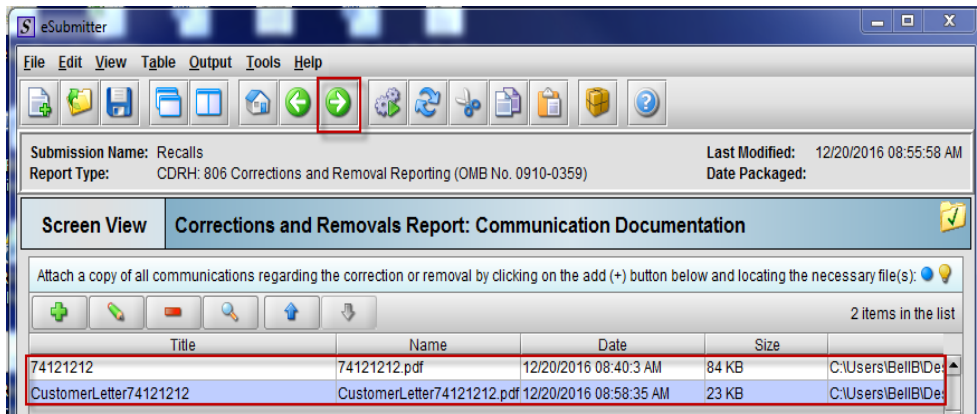 S eSubmitter
File Edit View Table Output Tools Help
Submission Name: Recalls Last Modified: 12/20/2016 08:55:58 AM
Report Type: CDRH: 806 Corrections and Removal Reporting (OMB No. 0910-0359) Date Packaged:
Screen View Corrections and Removals Report: Communication Documentation
Attach a copy of all communications regarding the correction or removal by clicking on the add (+) button below and locating the necessary file(s):
2 items in the list
Title Name Date Size
74121212 74121212.pdf 12/20/2016 08:40:3 AM 84 KB C:\Users\BellB\De
CustomerLetter74121212 CustomerLetter74121212.pdf 12/20/2016 08:58:35 AM 23 KB C:\Users\BellB\De